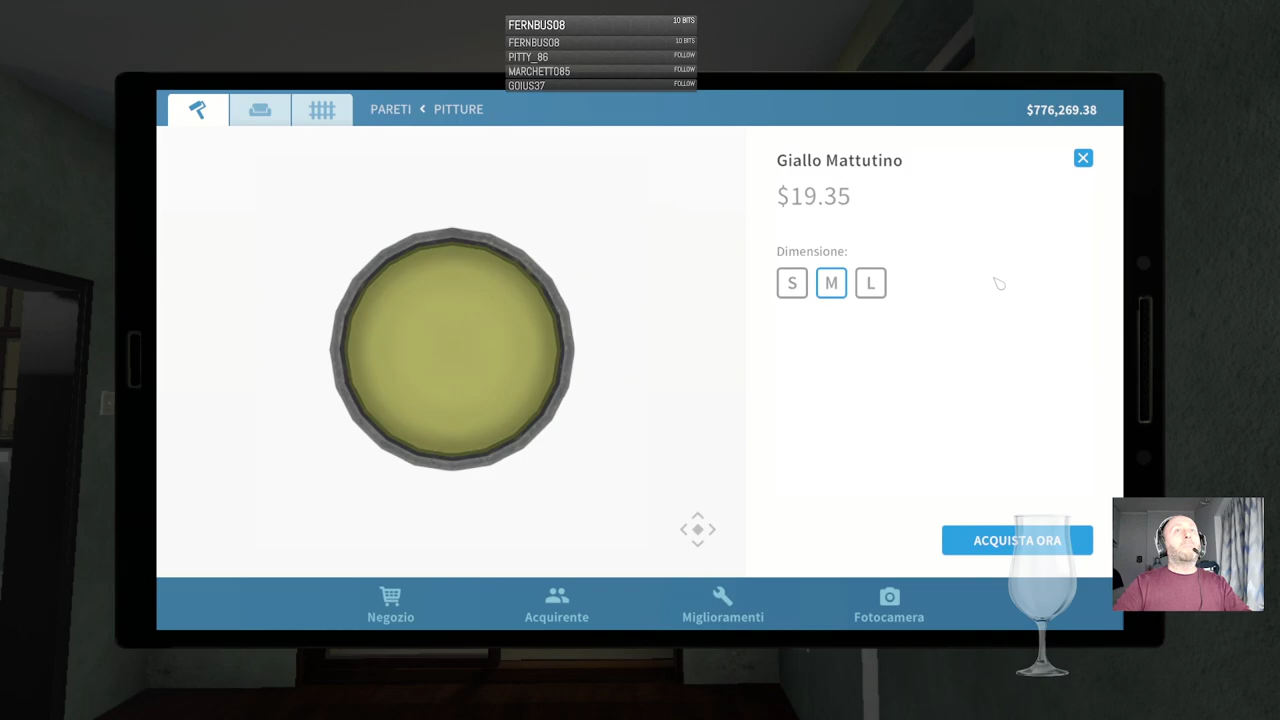 FERNBUS08 10 BITS
FERNBUS08 10 BITS
PITTY_86 FOLLOW
MARCHETTO85 FOLLOW
GOIUS37 FOLLOW
PARETI < PITTURE
$776,269.38
Giallo Mattutino
$19.35
Dimensione:
S M L
ACQUISTA ORA
Negozio Acquirente Miglioramenti Fotocamera